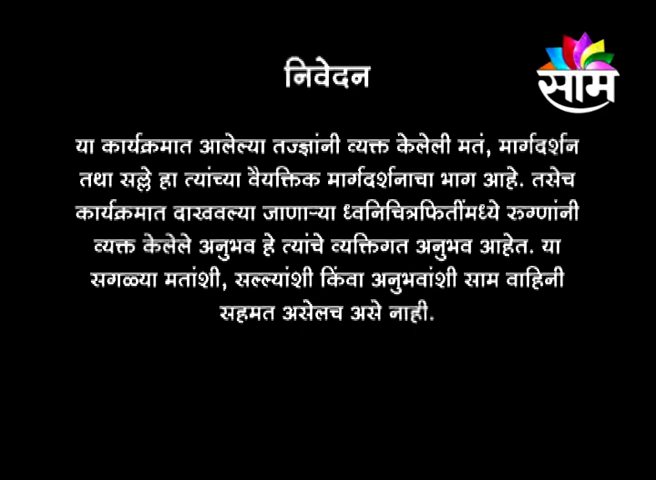 निवेदन
साम
या कार्यक्रमात आलेल्या तज्ज्ञांनी व्यक्त केलेली मतं, मार्गदर्शन
तथा सल्ले हा त्यांच्या वैयक्तिक मार्गदर्शनाचा भाग आहे. तसेच
कार्यक्रमात दाखवल्या जाणाऱ्या ध्वनिचित्रफितींमध्ये रुग्णांनी
व्यक्त केलेले अनुभव हे त्यांचे व्यक्तिगत अनुभव आहेत. या
सगळ्या मतांशी, सल्ल्यांशी किंवा अनुभवांशी साम वाहिनी
सहमत असेलच असे नाही.